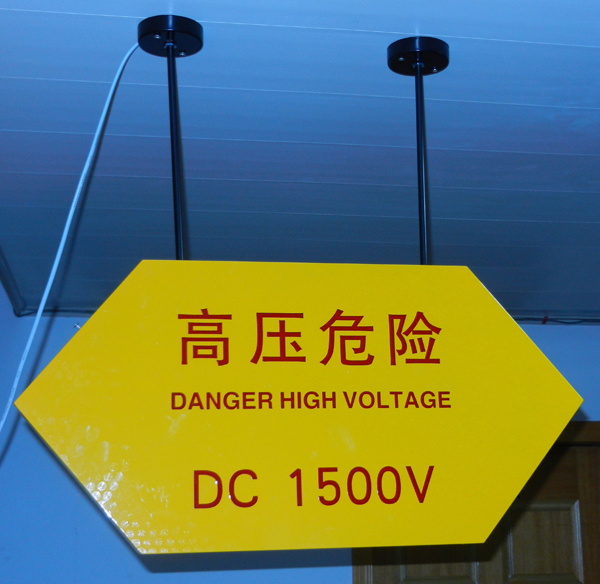 高压危险
DANGER HIGH VOLTAGE
DC 1500V